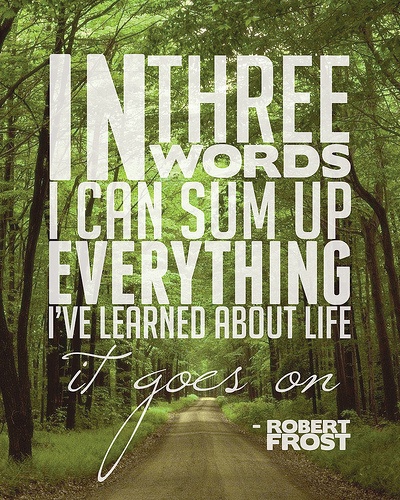 IN THREE
WORDS
I CAN SUM UP
EVERYTHING
I'VE LEARNED ABOUT LIFE
it goes on
- ROBERT
FROST